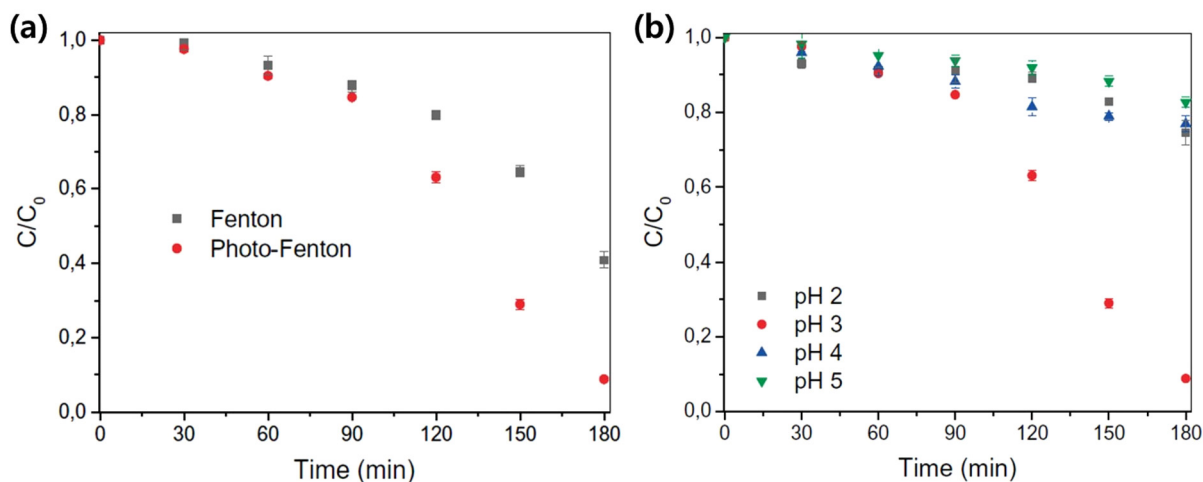 (a)
1,0
0,8
0,6
0,4
0,2
0,0
C/C0
Fenton
Photo-Fenton
0 30 60 90 120 150 180
Time (min)
(b)
1,0
0,8
0,6
0,4
0,2
0,0
C/C0
pH 2
pH 3
pH 4
pH 5
0 30 60 90 120 150 180
Time (min)